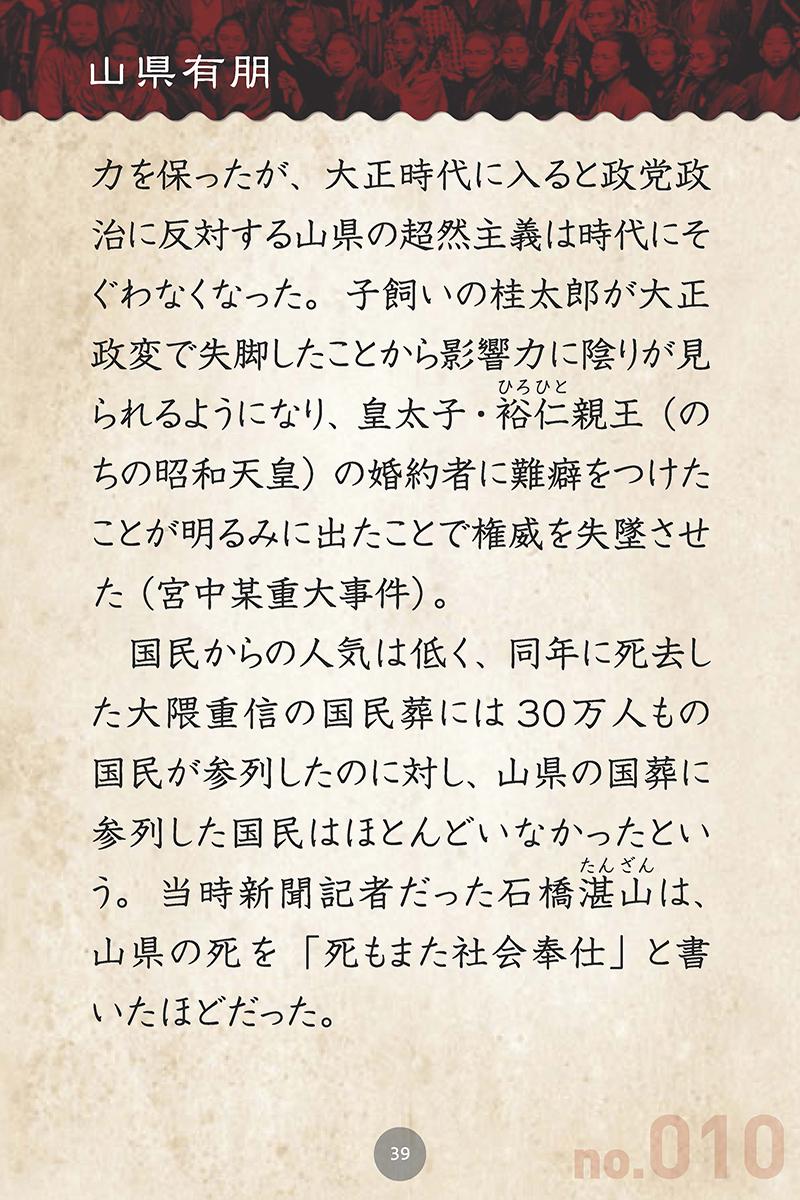 山県有朋
力を保ったが、大正時代に入ると政党政
治に反対する山県の超然主義は時代にそ
ぐわなくなった。子飼いの桂太郎が大正
政変で失脚したことから影響力に陰りが見
ひろひと
られるようになり、皇太子・裕仁親王（の
ちの昭和天皇）の婚約者に難癖をつけた
ことが明るみに出たことで権威を失墜させ
た（宮中某重大事件）。
国民からの人気は低く、同年に死去し
た大隈重信の国民葬には30万人もの
国民が参列したのに対し、山県の国葬に
参列した国民はほとんどいなかったとい
たんざん
う。当時新聞記者だった石橋湛山は、
山県の死を「死もまた社会奉仕」と書
いたほどだった。
39
no.010